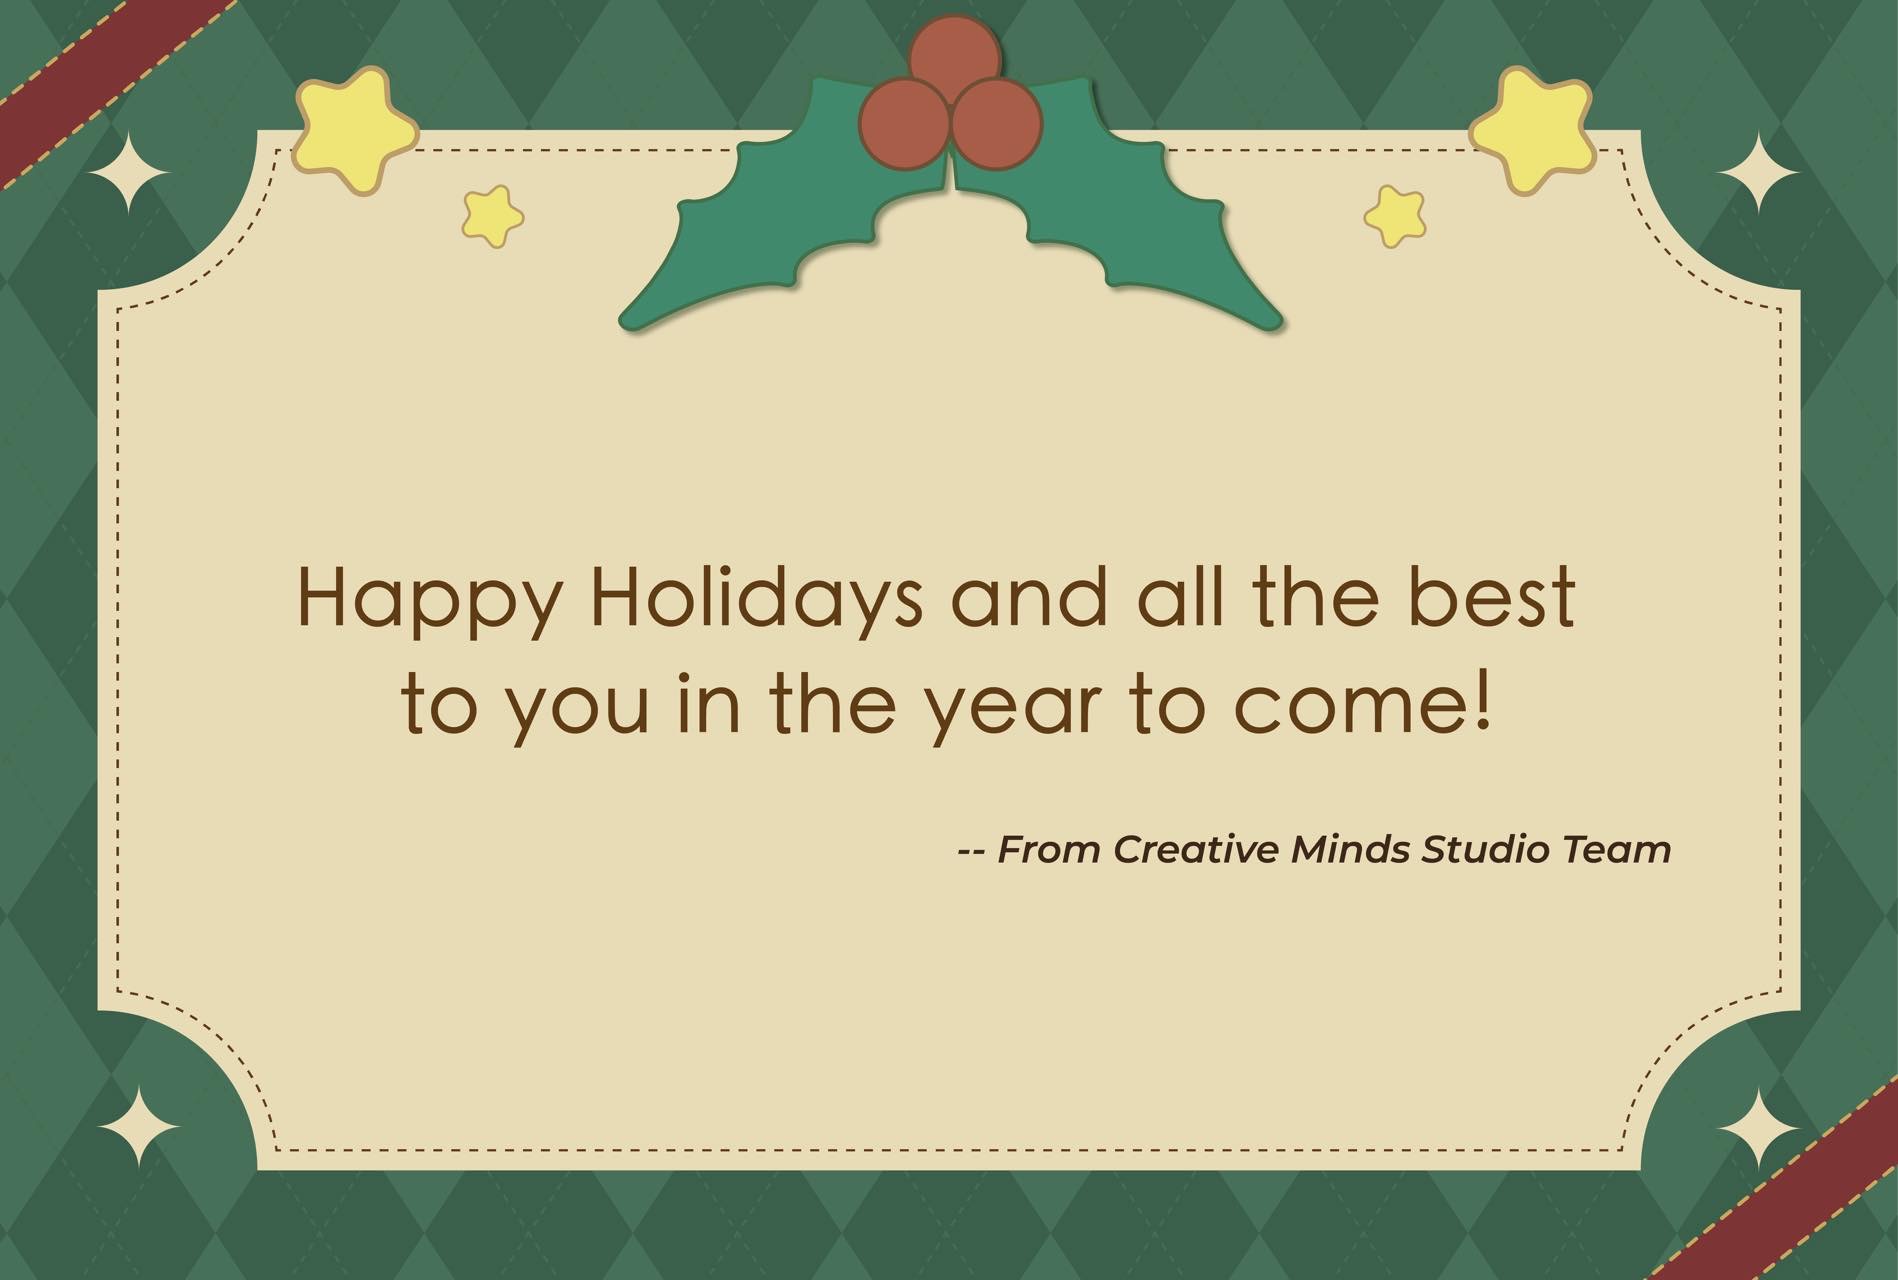 Happy Holidays and all the best
to you in the year to come!
-- From Creative Minds Studio Team